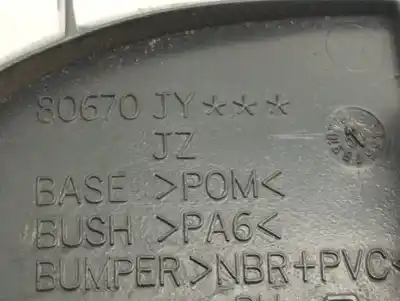 80670 JY***
JZ
BASE >POM<
BUSH >PA6<
BUMPER>NBR+PVC<